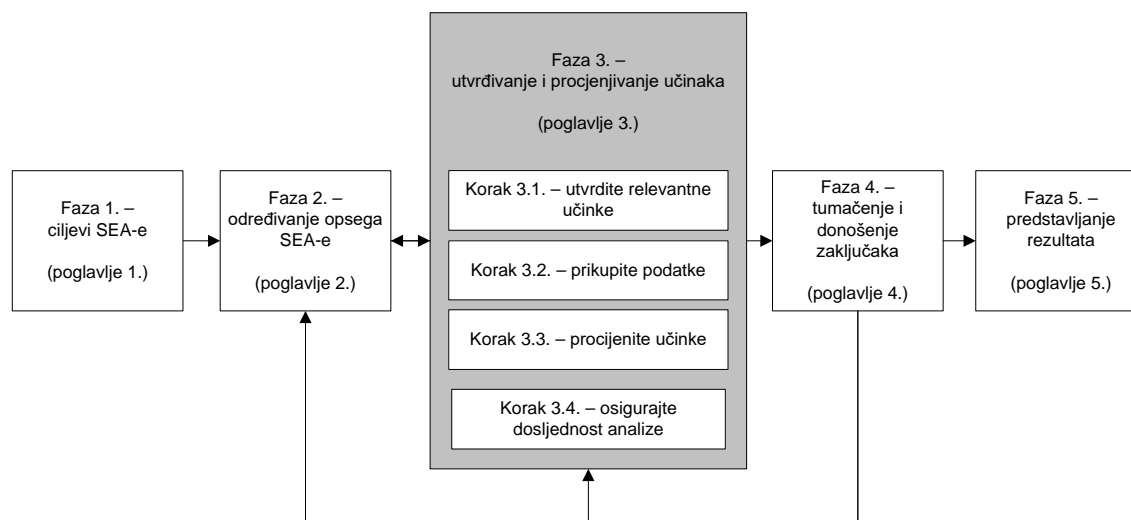 Faza 1. –
ciljevi SEA-e
(poglavlje 1.)
Faza 2. –
određivanje opsega
SEA-e
(poglavlje 2.)
Faza 3. –
utvrđivanje i procjenjivanje učinaka
(poglavlje 3.)
Korak 3.1. – utvrdite relevantne
učinke
Korak 3.2. – prikupite podatke
Korak 3.3. – procijenite učinke
Korak 3.4. – osigurajte
dosljednost analize
Faza 4. –
tumačenje i
donošenje
zaključaka
(poglavlje 4.)
Faza 5. –
predstavljanje
rezultata
(poglavlje 5.)